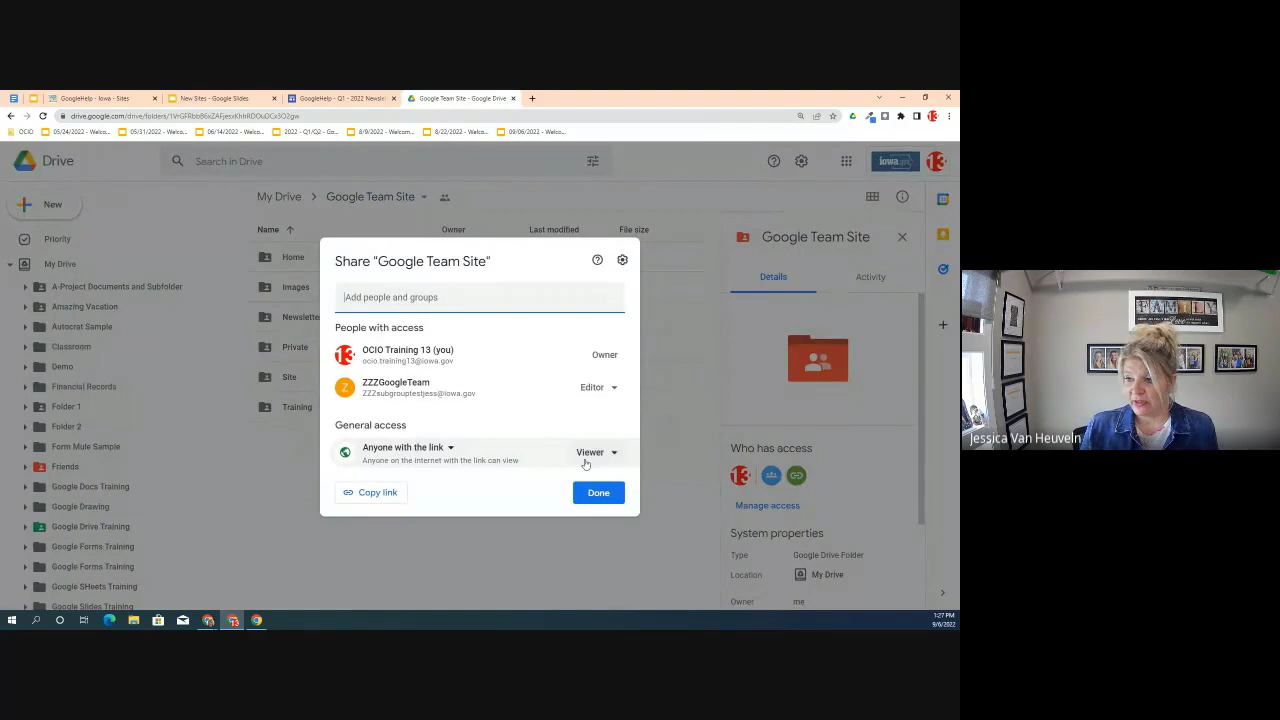 GoogleHelp - Iowa - Sites
New Sites - Google Slides
GoogleHelp - Q1 - 2022 Newsle
Google Team Site - Google Drive
OCIO
05/24/2022 - Welco...
05/31/2022 - Welco...
06/14/2022 - Welco...
2022 - Q1/Q2 - Go...
8/9/2022 - Welcom...
8/22/2022 - Welco...
09/06/2022 - Welco...
Drive
Search in Drive
iowa.gov
13
New
My Drive
Google Team Site
Priority
My Drive
A-Project Documents and Subfolder
Amazing Vacation
Autocrat Sample
Classroom
Demo
Financial Records
Folder 1
Folder 2
Form Mule Sample
Friends
Google Docs Training
Google Drawing
Google Drive Training
Google Forms Training
Google Forms Training
Google SHeets Training
Google Slides Training
Name
Owner
Last modified
File size
Home
Images
Newslette
Private
Site
Training
Share "Google Team Site"
Add people and groups
People with access
13
OCIO Training 13 (you)
ocio.training13@iowa.gov
Owner
Z
ZZZGoogleTeam
ZZZsubgrouptestjess@iowa.gov
Editor
General access
Anyone with the link
Anyone on the internet with the link can view
Viewer
Copy link
Done
Google Team Site
Details
Activity
Who has access
13
Manage access
System properties
Type
Google Drive Folder
Location
My Drive
Owner
me
1:27 PM
9/6/2022
FAMILY
Jessica Van Heuveln